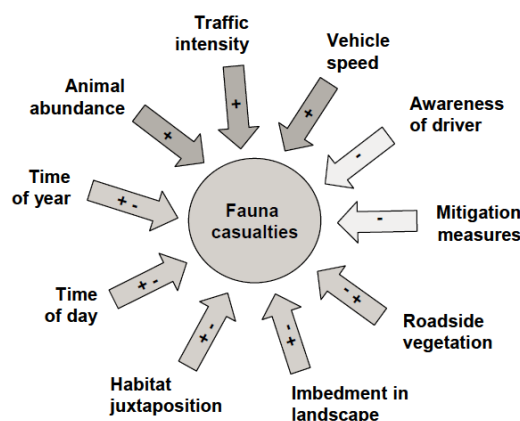 Traffic
intensity
Vehicle
speed
Animal
abundance
Awareness
of driver
Time
of year
Fauna
casualties
Mitigation
measures
Time
of day
Roadside
vegetation
Habitat
juxtaposition
Imbedment in
landscape
+
+
+
-
-
+ -
+ -
+ -
- +
- +